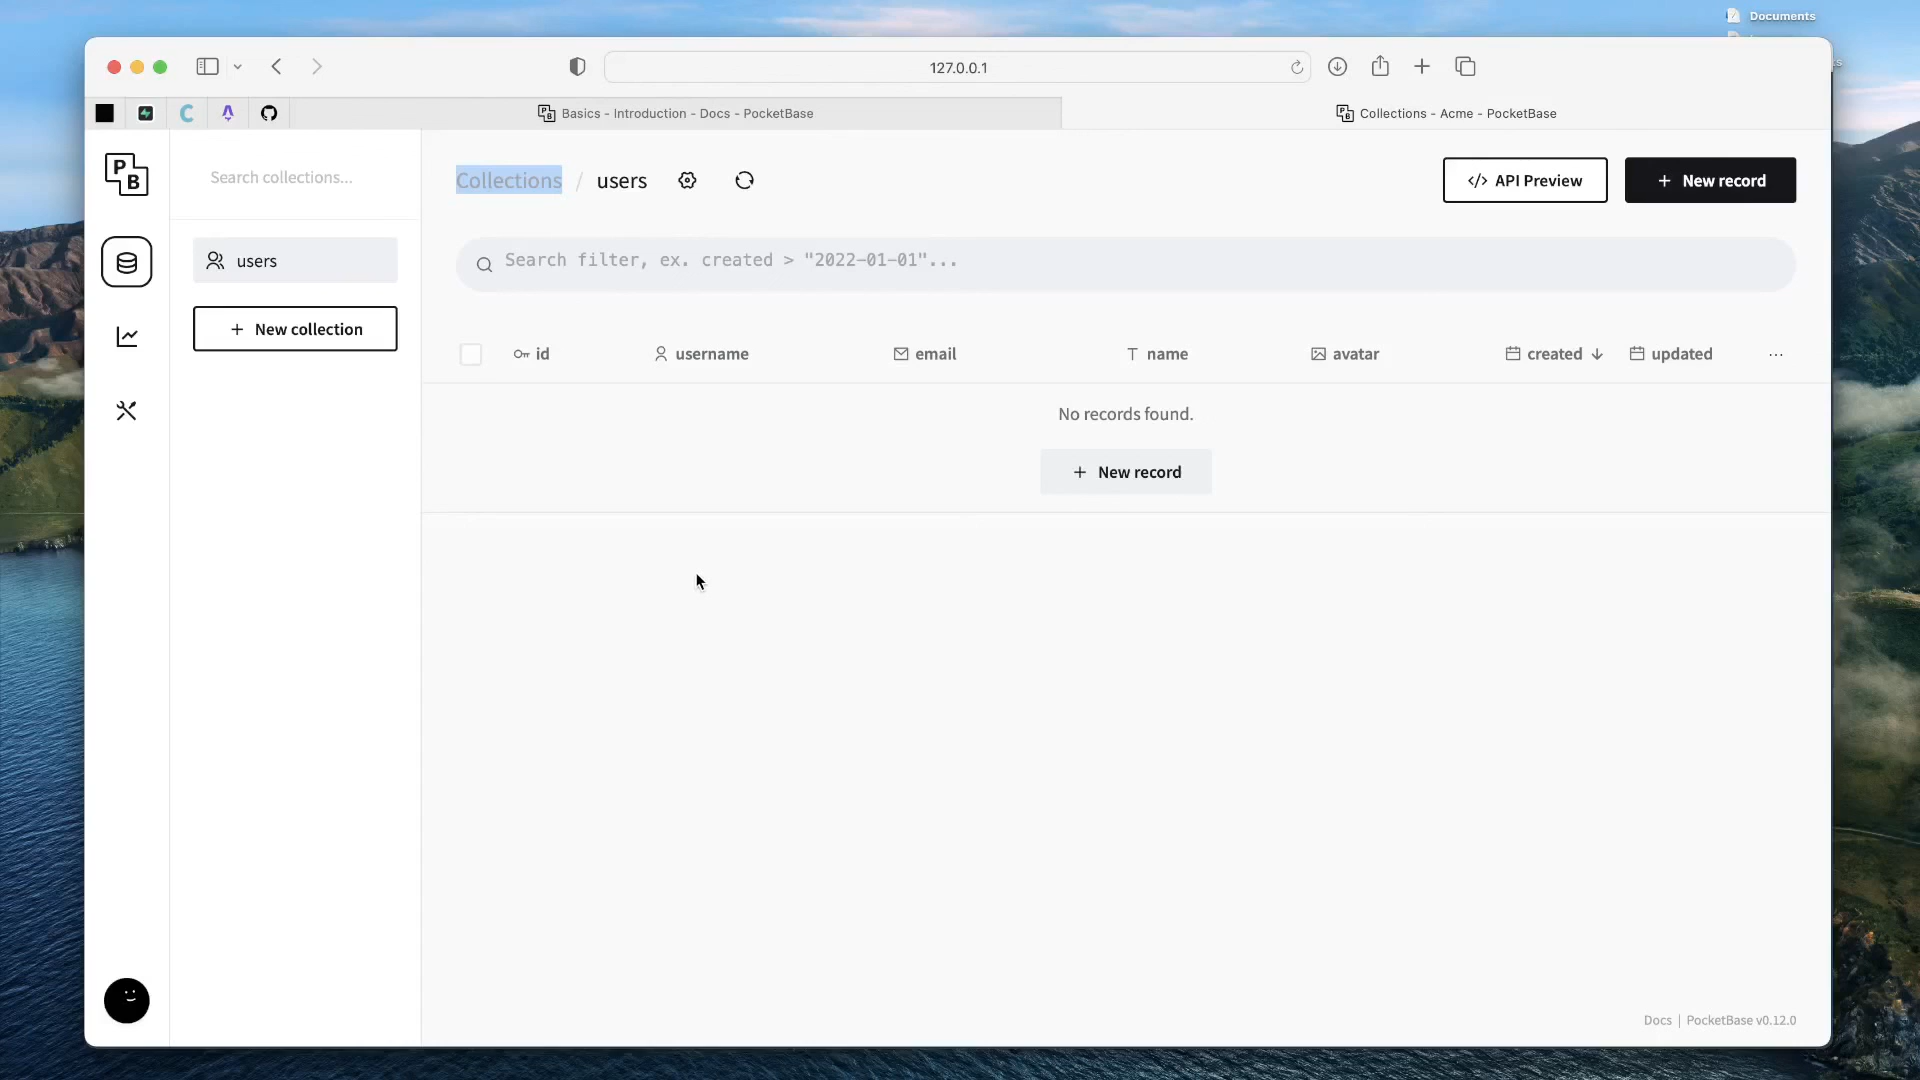 Documents
127.0.0.1
Basics - Introduction - Docs - PocketBase
Collections - Acme - PocketBase
PB
Search collections...
Collections / users
API Preview
New record
users
Search filter, ex. created > "2022-01-01"...
New collection
id
username
email
name
avatar
created
updated
No records found.
New record
Docs | PocketBase v0.12.0